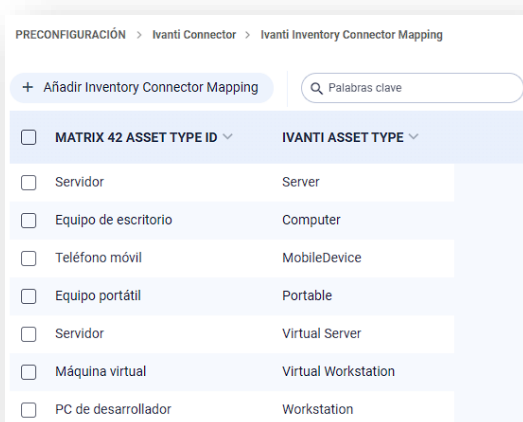 PRECONFIGURACIÓN > Ivanti Connector > Ivanti Inventory Connector Mapping
+ Añadir Inventory Connector Mapping Palabras clave
MATRIX 42 ASSET TYPE ID IVANTI ASSET TYPE
Servidor Server
Equipo de escritorio Computer
Teléfono móvil MobileDevice
Equipo portátil Portable
Servidor Virtual Server
Máquina virtual Virtual Workstation
PC de desarrollador Workstation